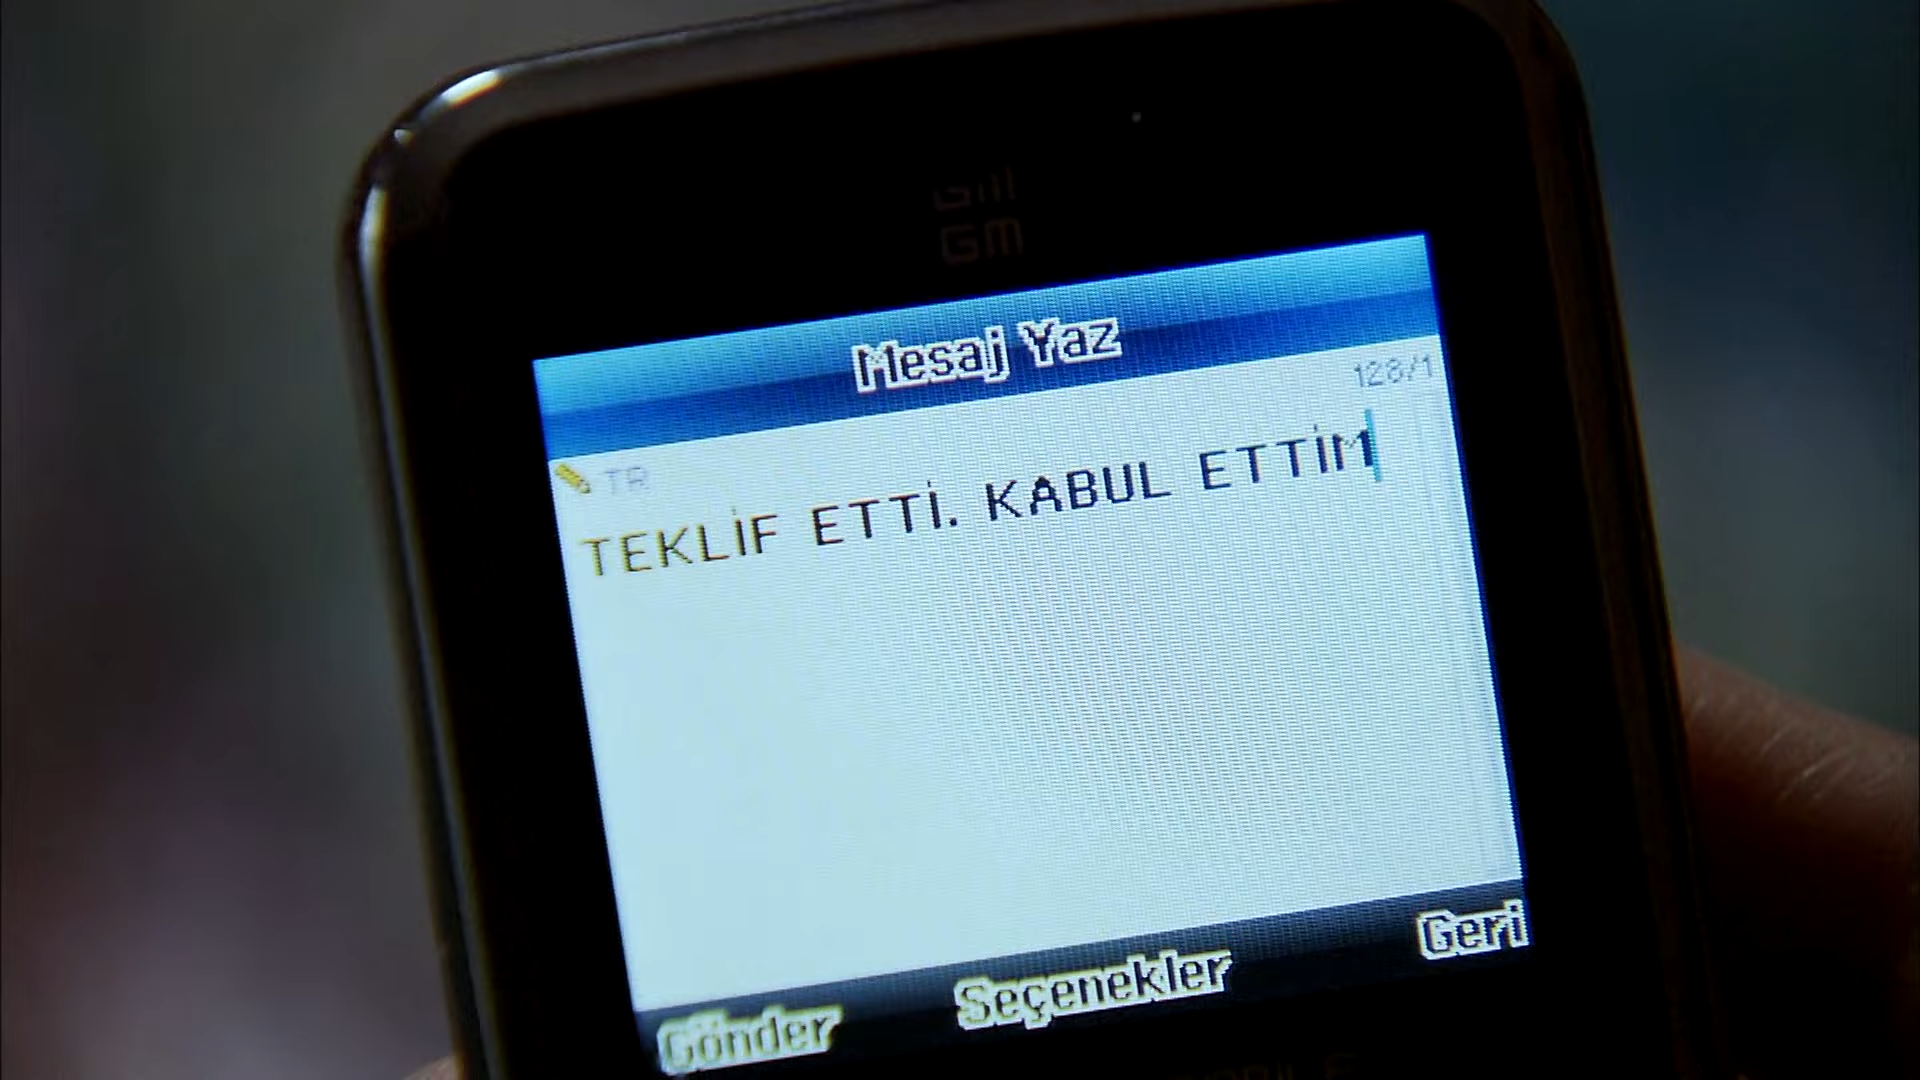 GM
Mesaj Yaz
128/1
TR
TEKLİF ETTİ. KABUL ETTİM
Gönder Seçenekler Geri